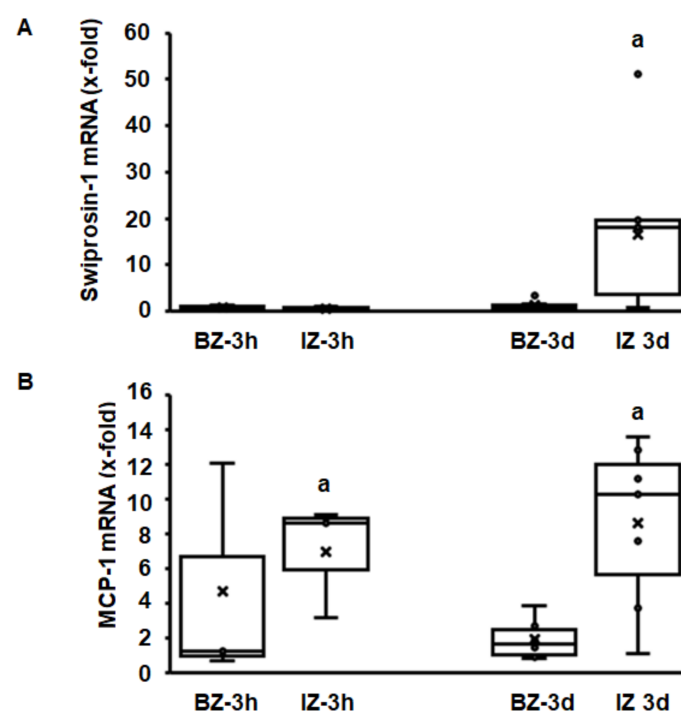 A
Swiprosin-1 mRNA (x-fold)
60
50
40
30
20
10
0
a
BZ-3h IZ-3h BZ-3d IZ 3d
B
MCP-1 mRNA (x-fold)
16
14
12
10
8
6
4
2
0
a
a
BZ-3h IZ-3h BZ-3d IZ 3d